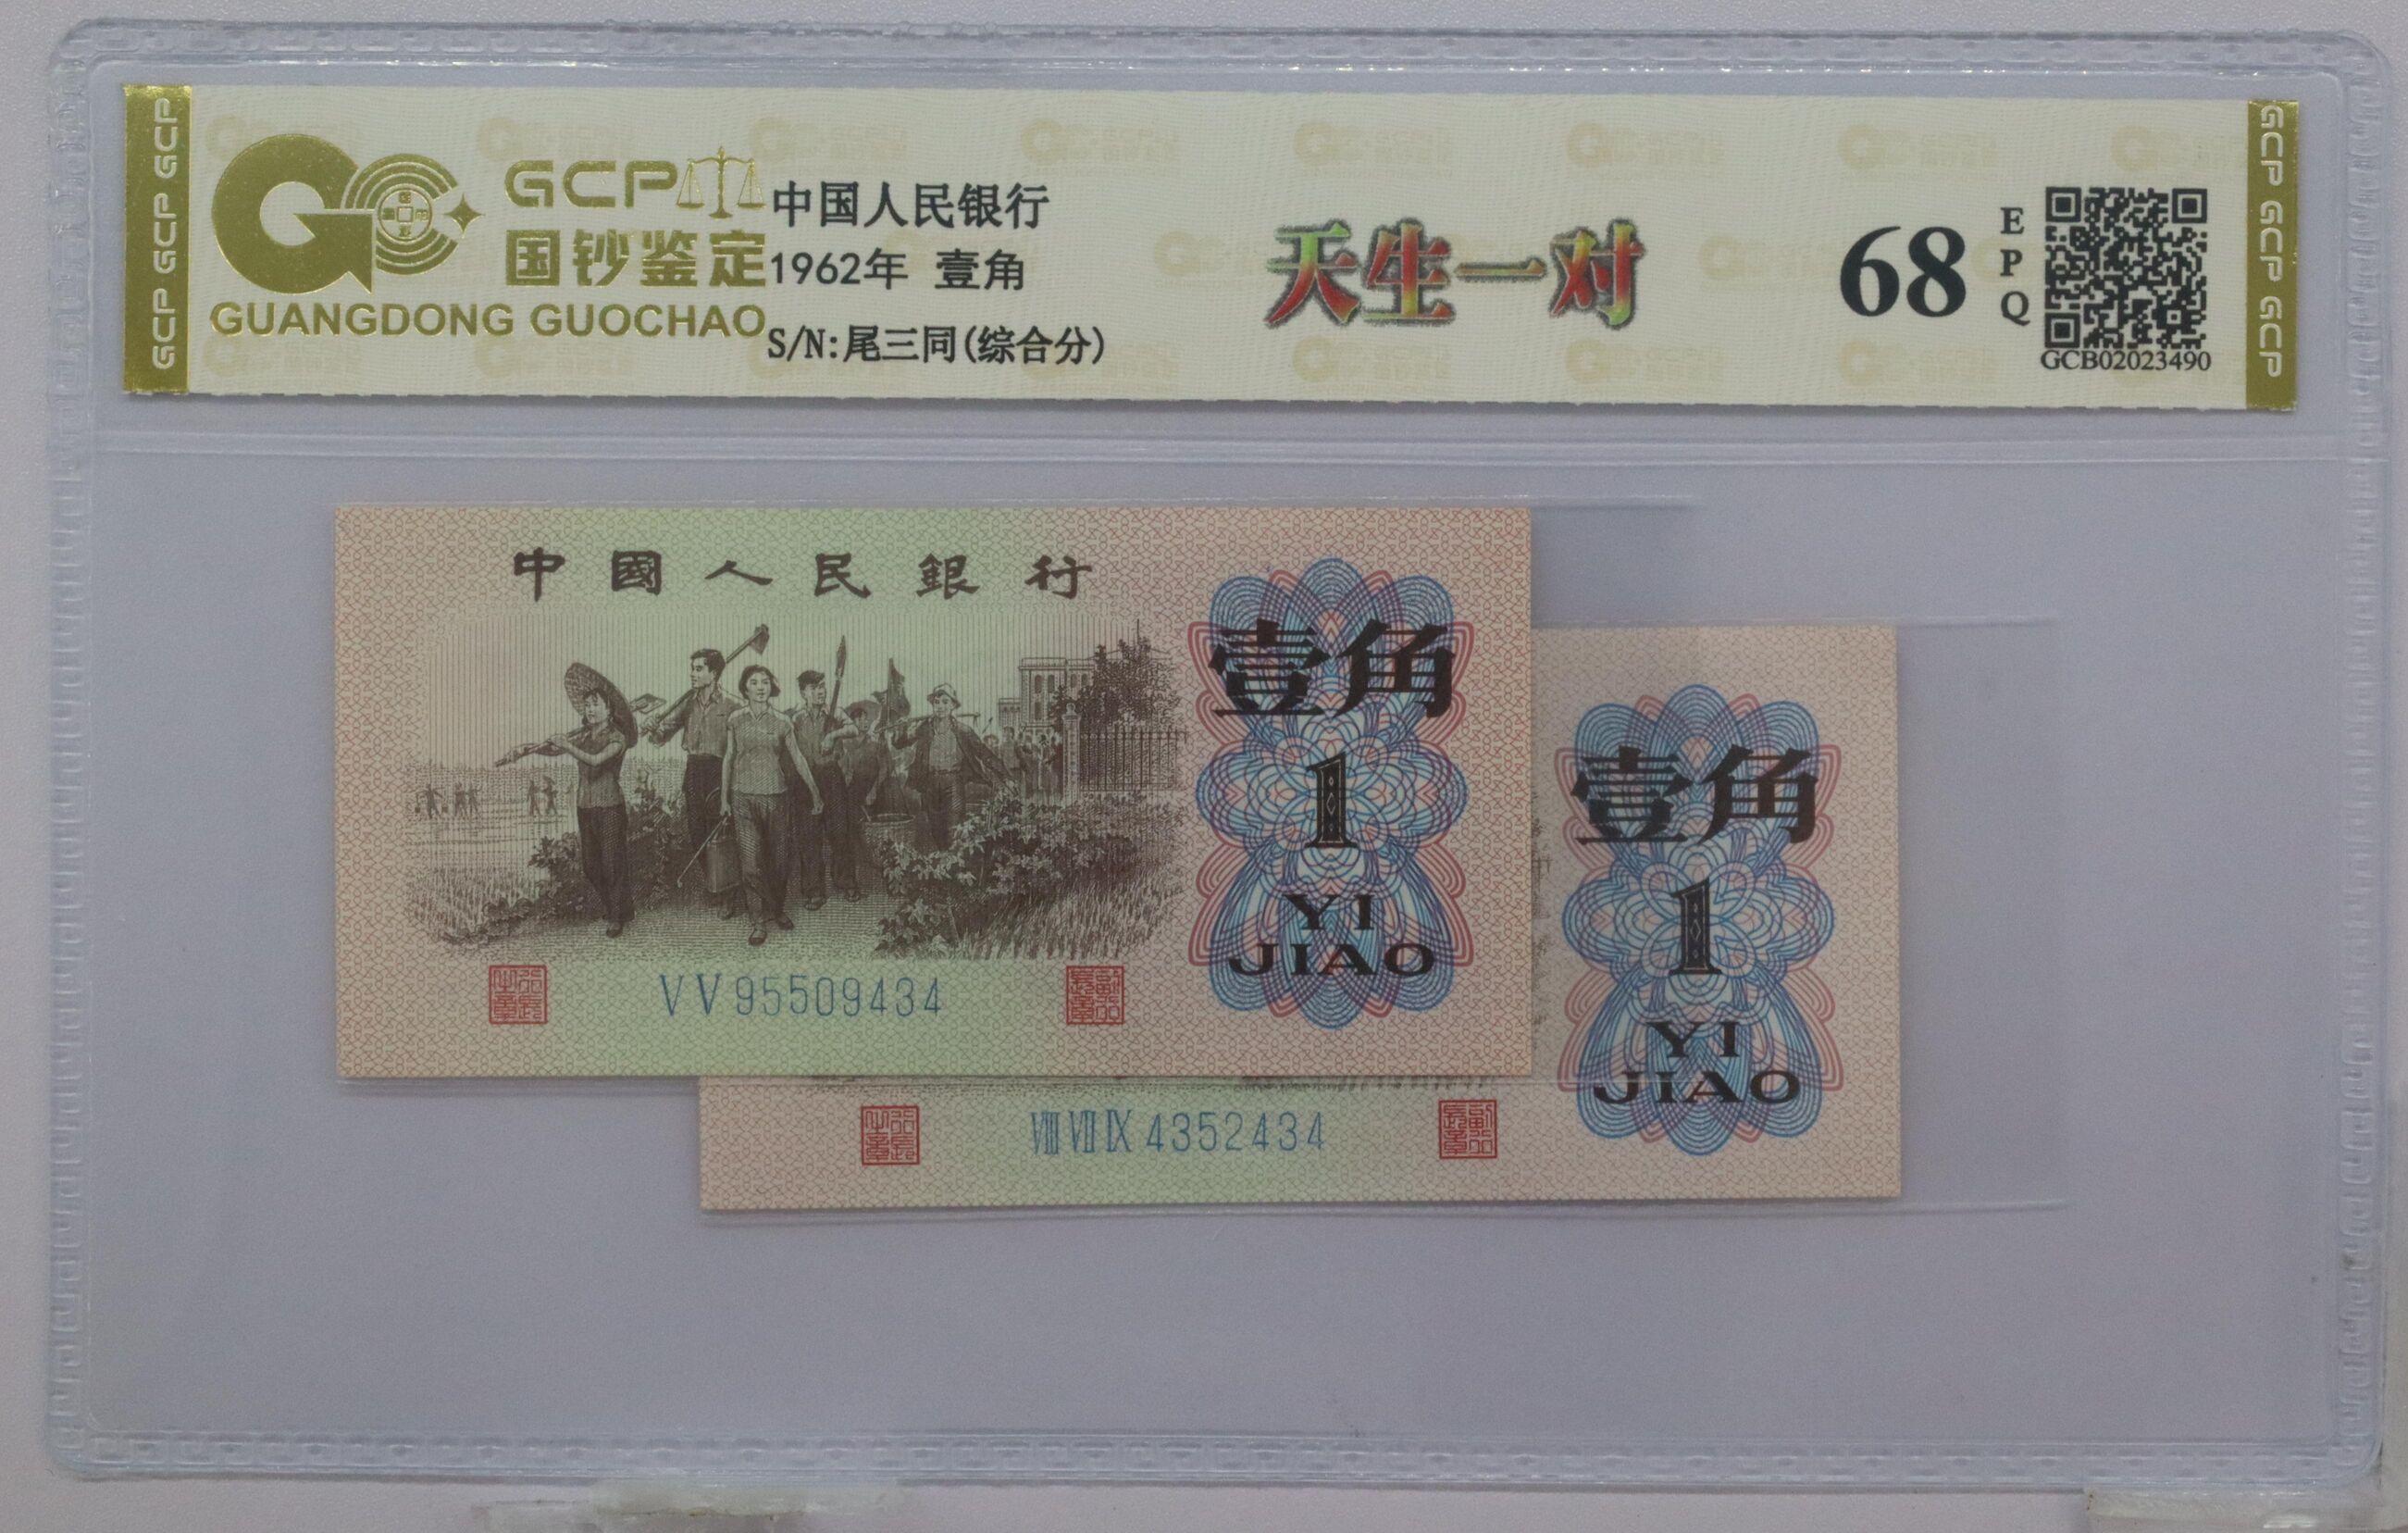 GCP GCP GCP
GCP
国钞鉴定
GUANGDONG GUOCHAO
中国人民银行
1962年 壹角
S/N:尾三同(综合分)
天生一对
68
EPQ
GCB02023490
GCP GCP GCP
中國人民銀行
壹角
1
YI
JIAO
VV95509434
壹角
1
YI
JIAO
ⅧⅦⅨ4352434